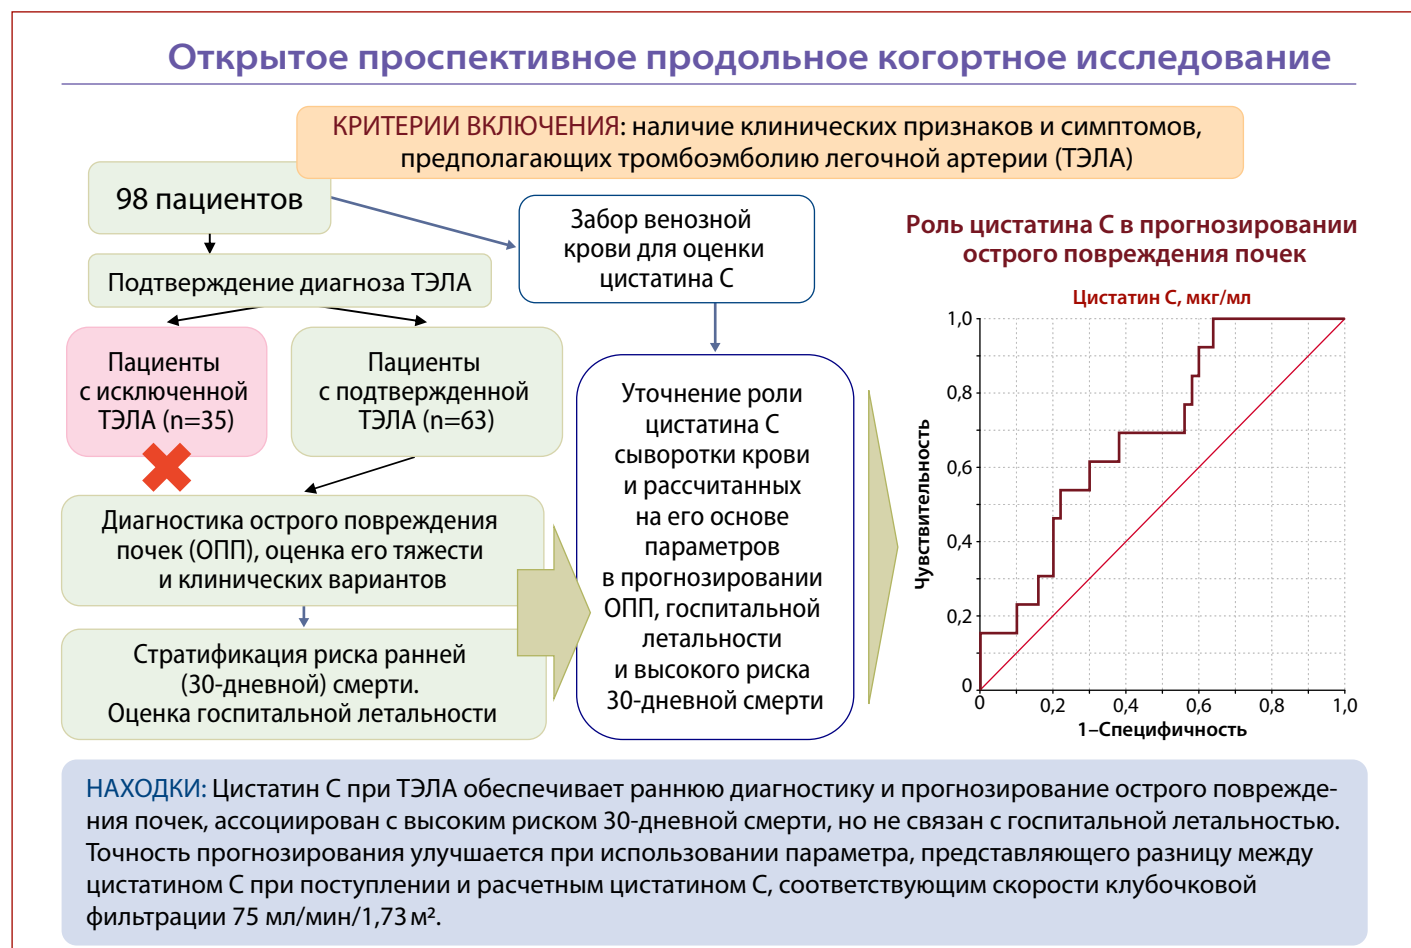 Открытое проспективное продольное когортное исследование
КРИТЕРИИ ВКЛЮЧЕНИЯ: наличие клинических признаков и симптомов,
предполагающих тромбоэмболию легочной артерии (ТЭЛА)
98 пациентов
Подтверждение диагноза ТЭЛА
Пациенты
с исключенной
ТЭЛА (n=35)
Пациенты
с подтвержденной
ТЭЛА (n=63)
Диагностика острого повреждения
почек (ОПП), оценка его тяжести
и клинических вариантов
Стратификация риска ранней
(30-дневной) смерти.
Оценка госпитальной летальности
Забор венозной
крови для оценки
цистатина С
Уточнение роли
цистатина С
сыворотки крови
и рассчитанных
на его основе
параметров
в прогнозировании
ОПП, госпитальной
летальности
и высокого риска
30-дневной смерти
Роль цистатина С в прогнозировании
острого повреждения почек
Цистатин С, мкг/мл
Чувствительность
1,0
0,8
0,6
0,4
0,2
0
0 0,2 0,4 0,6 0,8 1,0
1–Специфичность
НАХОДКИ: Цистатин С при ТЭЛА обеспечивает раннюю диагностику и прогнозирование острого поврежде-
ния почек, ассоциирован с высоким риском 30-дневной смерти, но не связан с госпитальной летальностью.
Точность прогнозирования улучшается при использовании параметра, представляющего разницу между
цистатином С при поступлении и расчетным цистатином С, соответствующим скорости клубочковой
фильтрации 75 мл/мин/1,73 м².